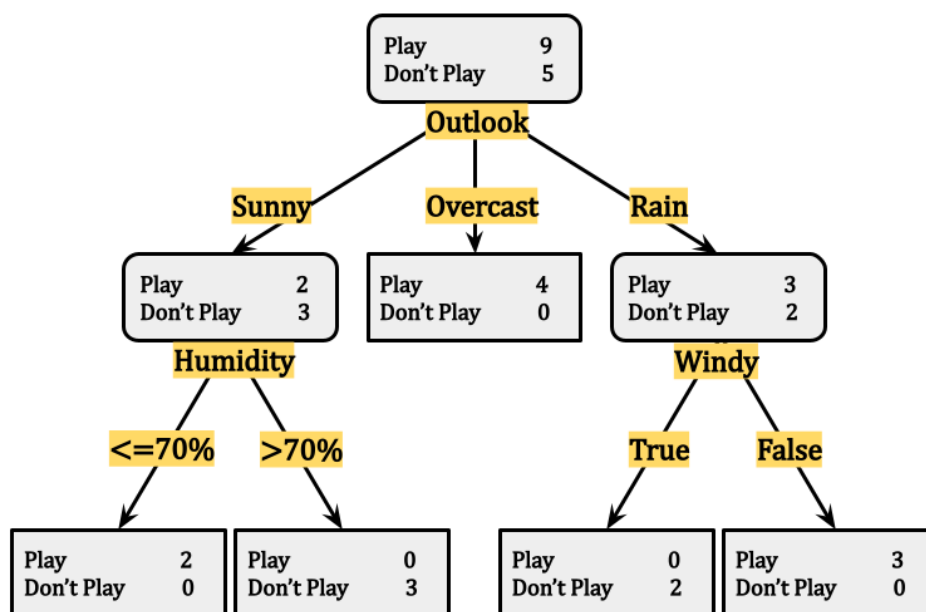 Play 9
Don't Play 5
Outlook
Sunny Overcast Rain
Play 2
Don't Play 3
Play 4
Don't Play 0
Play 3
Don't Play 2
Humidity
Windy
<=70% >70%
True False
Play 2
Don't Play 0
Play 0
Don't Play 3
Play 0
Don't Play 2
Play 3
Don't Play 0